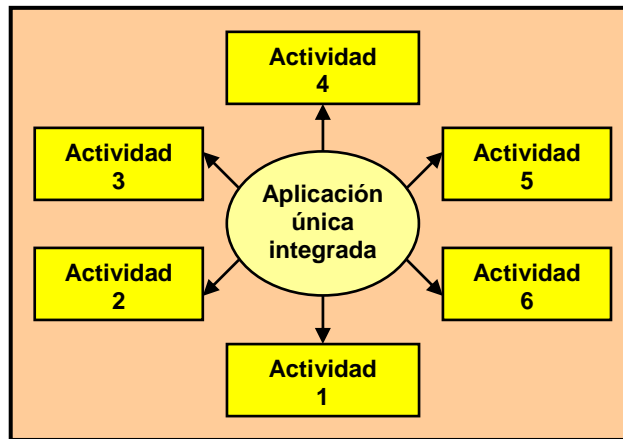 Actividad
4
Actividad
3
Actividad
5
Aplicación
única
integrada
Actividad
2
Actividad
6
Actividad
1